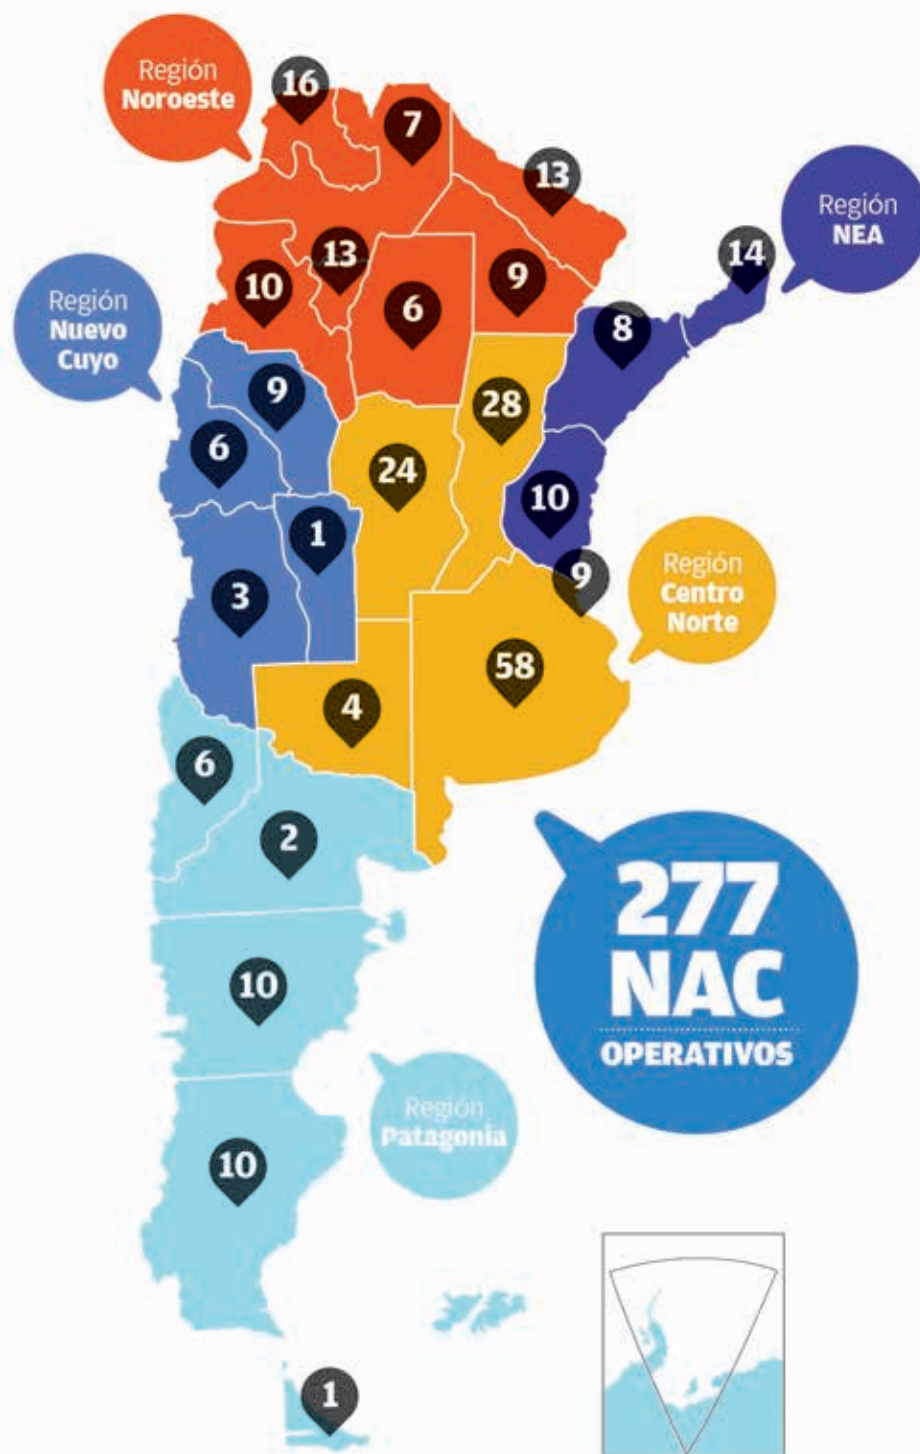 Región
Noroeste
16
7
13
Región
NEA
14
13
10
9
6
8
Región
Nuevo
Cuyo
9
28
6
24
10
1
9
Región
Centro
Norte
3
58
4
6
2
277
NAC
OPERATIVOS
10
Región
Patagonia
10
1